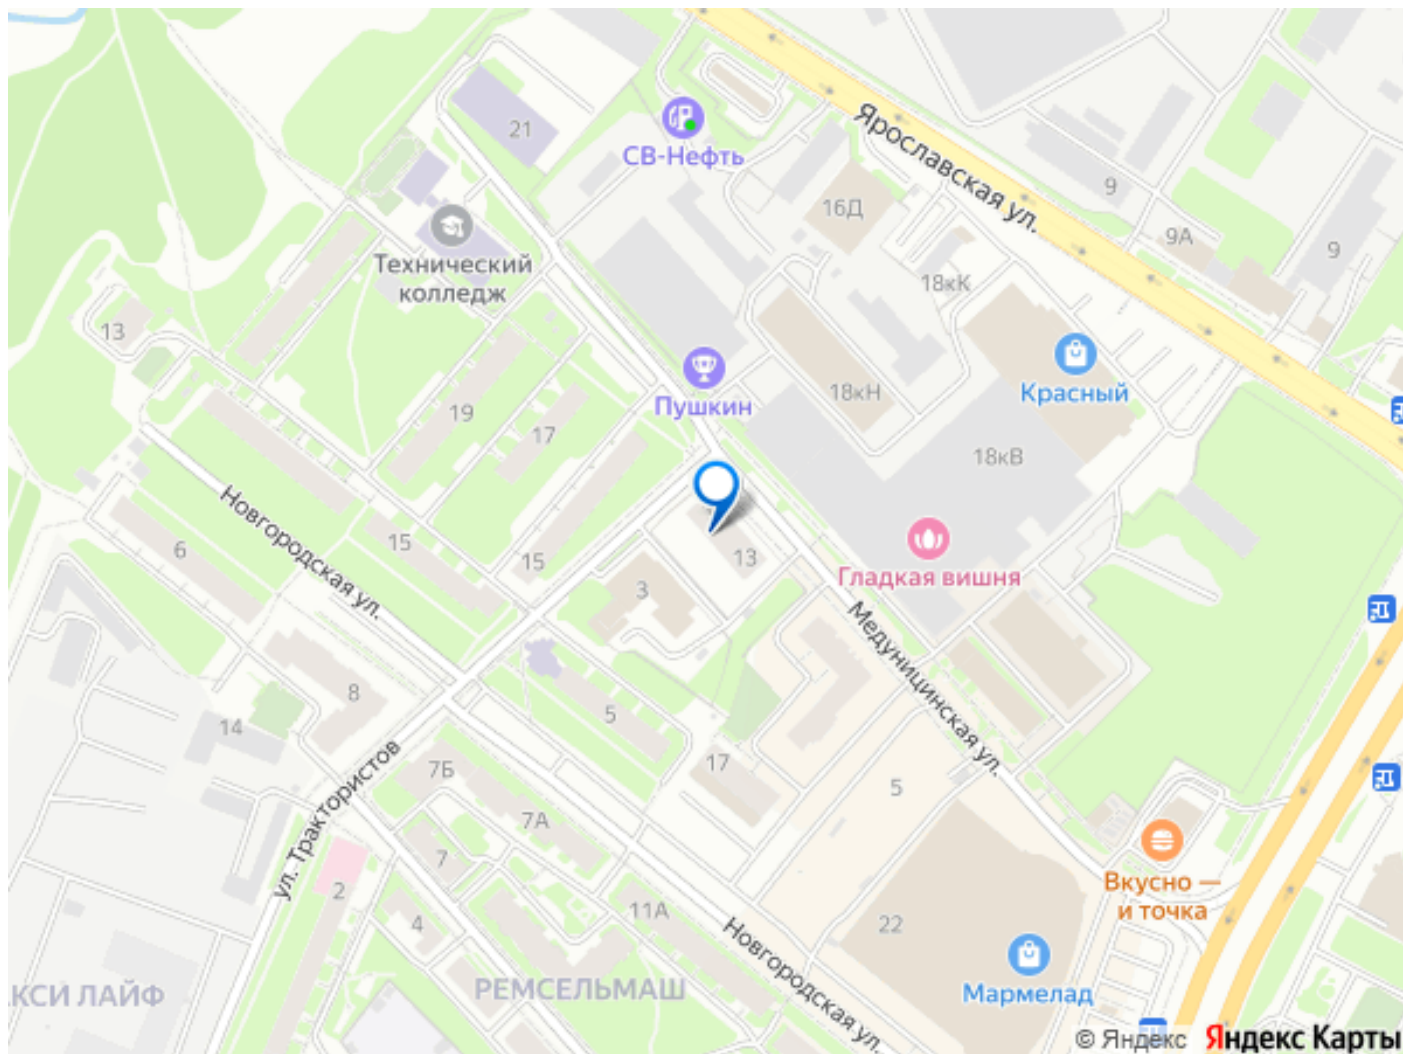 21
СВ-Нефть
Ярославская ул.
9
16Д
9А
9
Технический
колледж
18кК
13
Красный
Пушкин
18кН
19
17
18кВ
Новгородская ул.
6
15
15
13
3
Гладкая вишня
Медуницинская ул.
8
5
14
17
7Б
ул. Трактористов
5
7А
7
2
Вкусно —
и точка
4
11А
22
Новгородская ул.
КСИ ЛАЙФ
РЕМСЕЛЬМАШ
Мармелад
© Яндекс Яндекс Карты